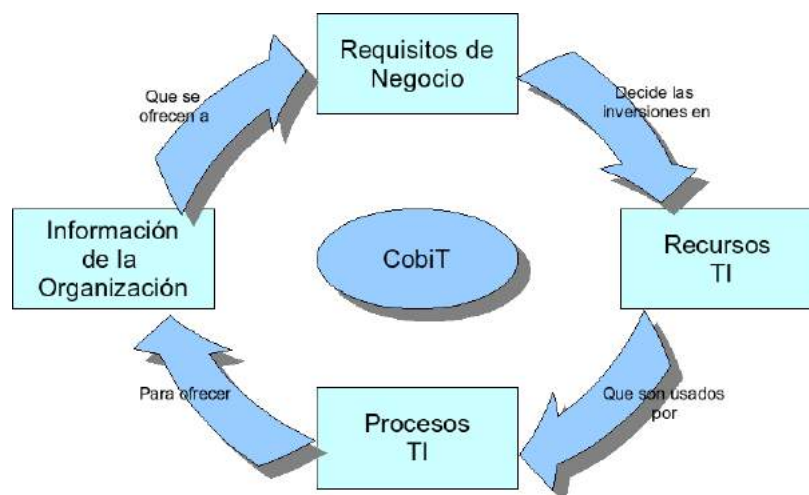 Requisitos de
Negocio
Que se
ofrecen a
Decide las
inversiones en
Información
de la
Organización
CobiT
Recursos
TI
Para ofrecer
Procesos
TI
Que son usados
por